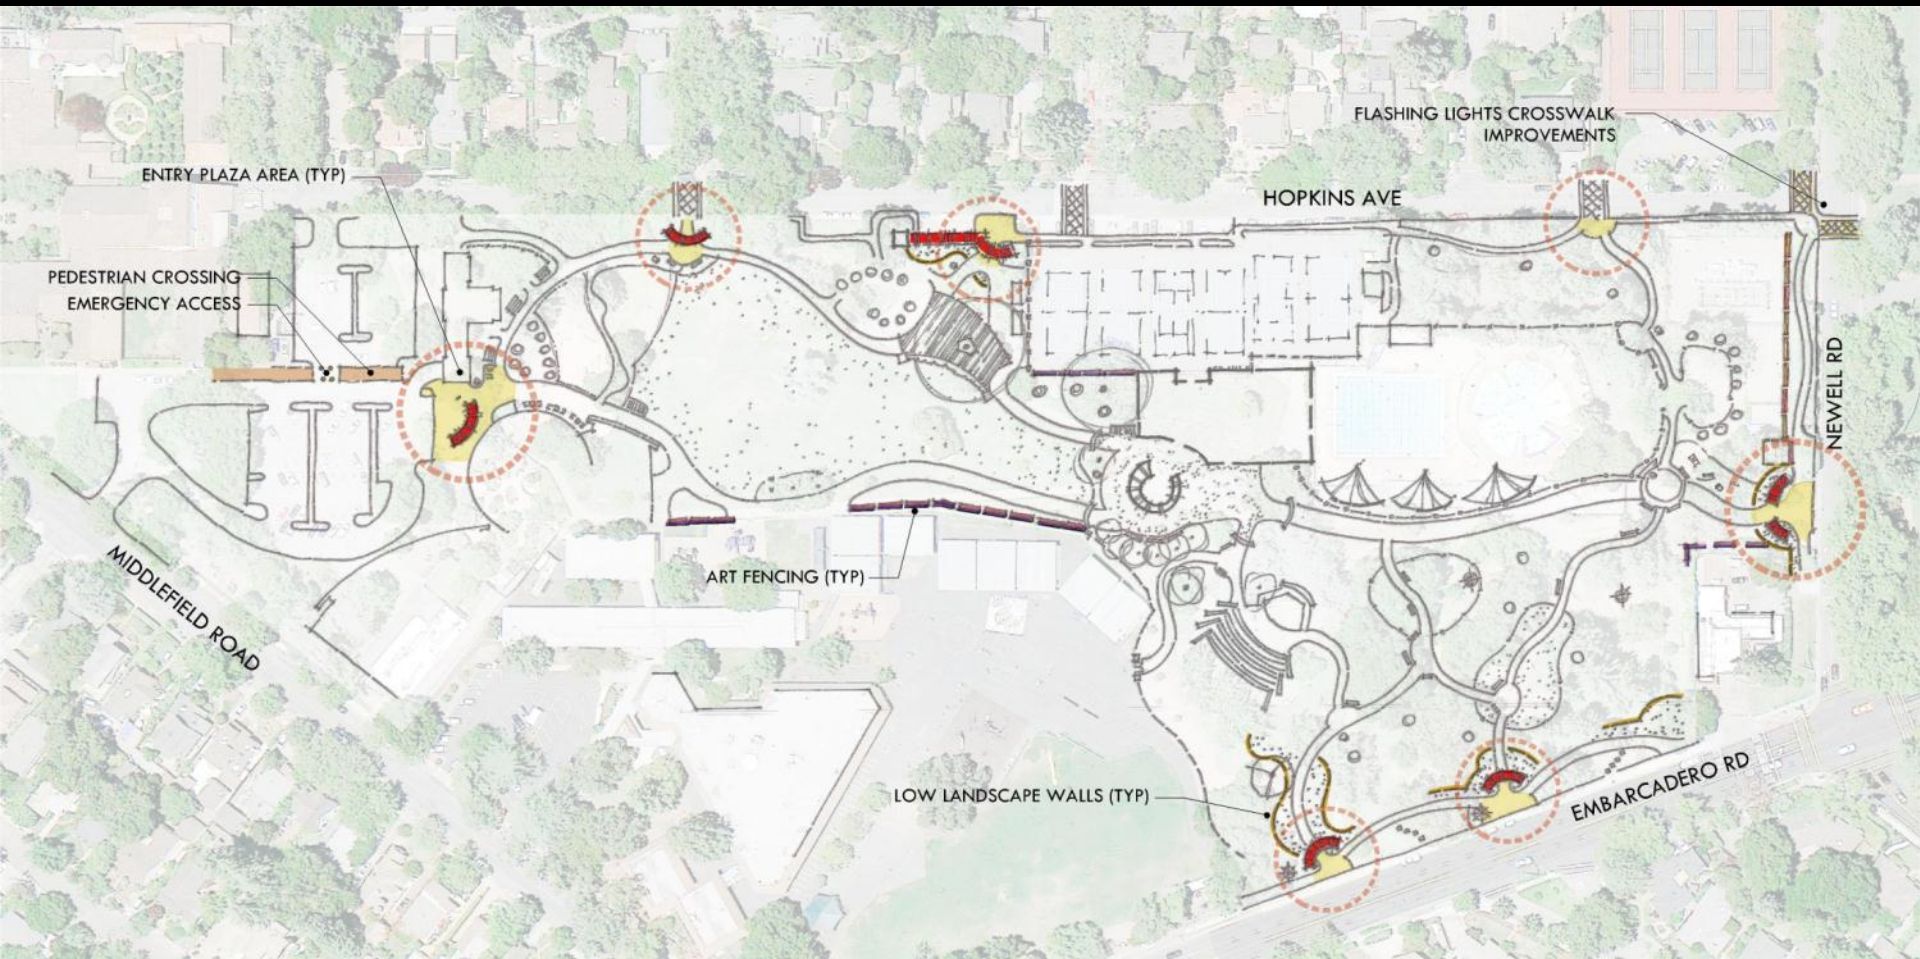 FLASHING LIGHTS CROSSWALK
IMPROVEMENTS
ENTRY PLAZA AREA (TYP)
HOPKINS AVE
PEDESTRIAN CROSSING
EMERGENCY ACCESS
NEWELL RD
ART FENCING (TYP)
MIDDLEFIELD ROAD
LOW LANDSCAPE WALLS (TYP)
EMBARCADERO RD